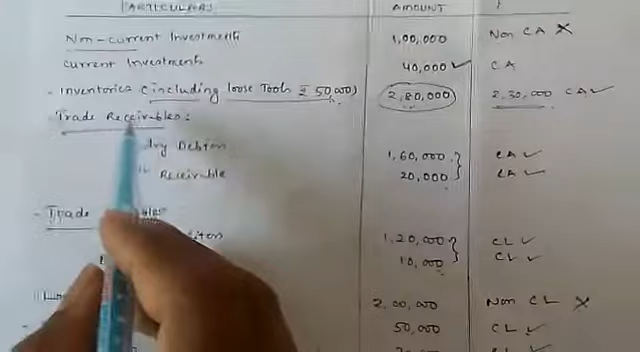 PARTICULARS AMOUNT
Non-current Investments 1,00,000 Non CA ✗
Current Investments 40,000 ✓ CA
- Inventories (including loose Tools ₹ 50,000) 2,80,000 2,30,000 CA ✓
- Trade Receivables:
dry Debtors 1,60,000 CA ✓
Receivable 20,000 CA ✓
- Trade bles
1,20,000 CL ✓
10,000 CL ✓
2,00,000 Non CL ✗
50,000 CL ✓